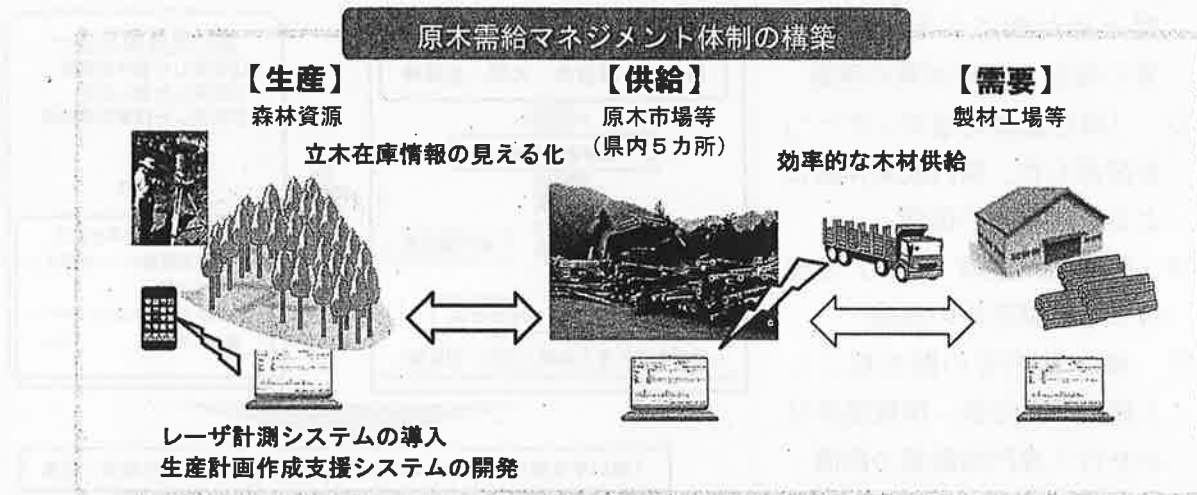 原木需給マネジメント体制の構築
【生産】
森林資源
立木在庫情報の見える化
【供給】
原木市場等
（県内５カ所）
効率的な木材供給
【需要】
製材工場等
レーザ計測システムの導入
生産計画作成支援システムの開発